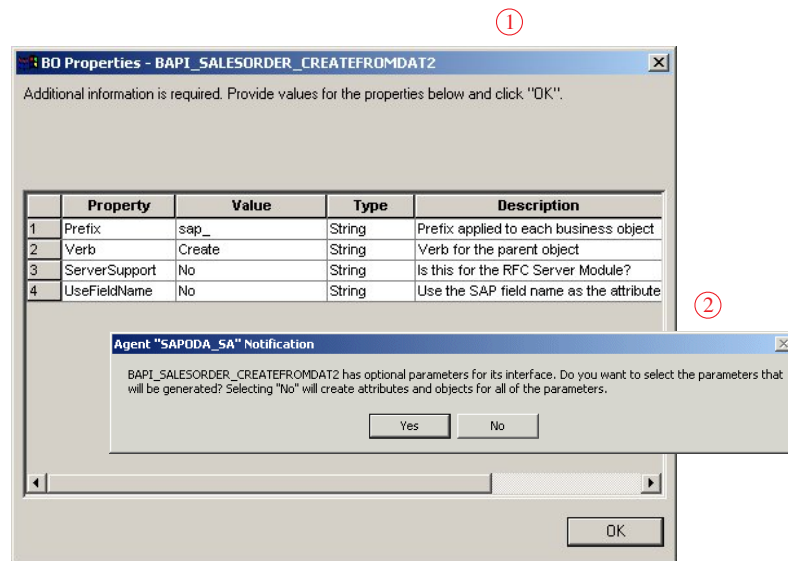 ①
BO Properties - BAPI_SALESORDER_CREATEFROMDAT2
Additional information is required. Provide values for the properties below and click "OK".
Property Value Type Description
1 Prefix sap_ String Prefix applied to each business object
2 Verb Create String Verb for the parent object
3 ServerSupport No String Is this for the RFC Server Module?
4 UseFieldName No String Use the SAP field name as the attribute
②
Agent "SAPODA_SA" Notification
BAPI_SALESORDER_CREATEFROMDAT2 has optional parameters for its interface. Do you want to select the parameters that
will be generated? Selecting "No" will create attributes and objects for all of the parameters.
Yes No
OK